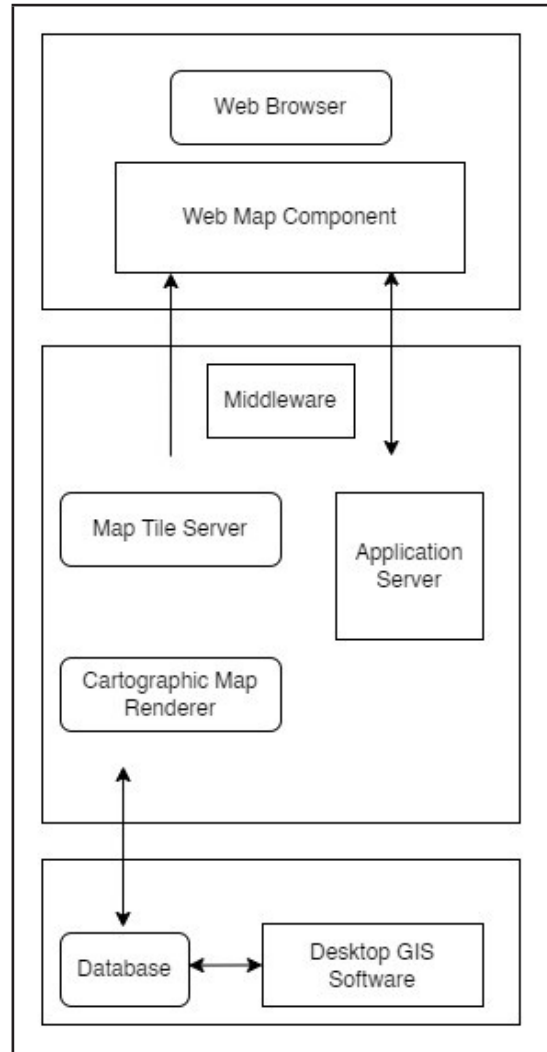 Web Browser
Web Map Component
Middleware
Map Tile Server
Application
Server
Cartographic Map
Renderer
Database
Desktop GIS
Software